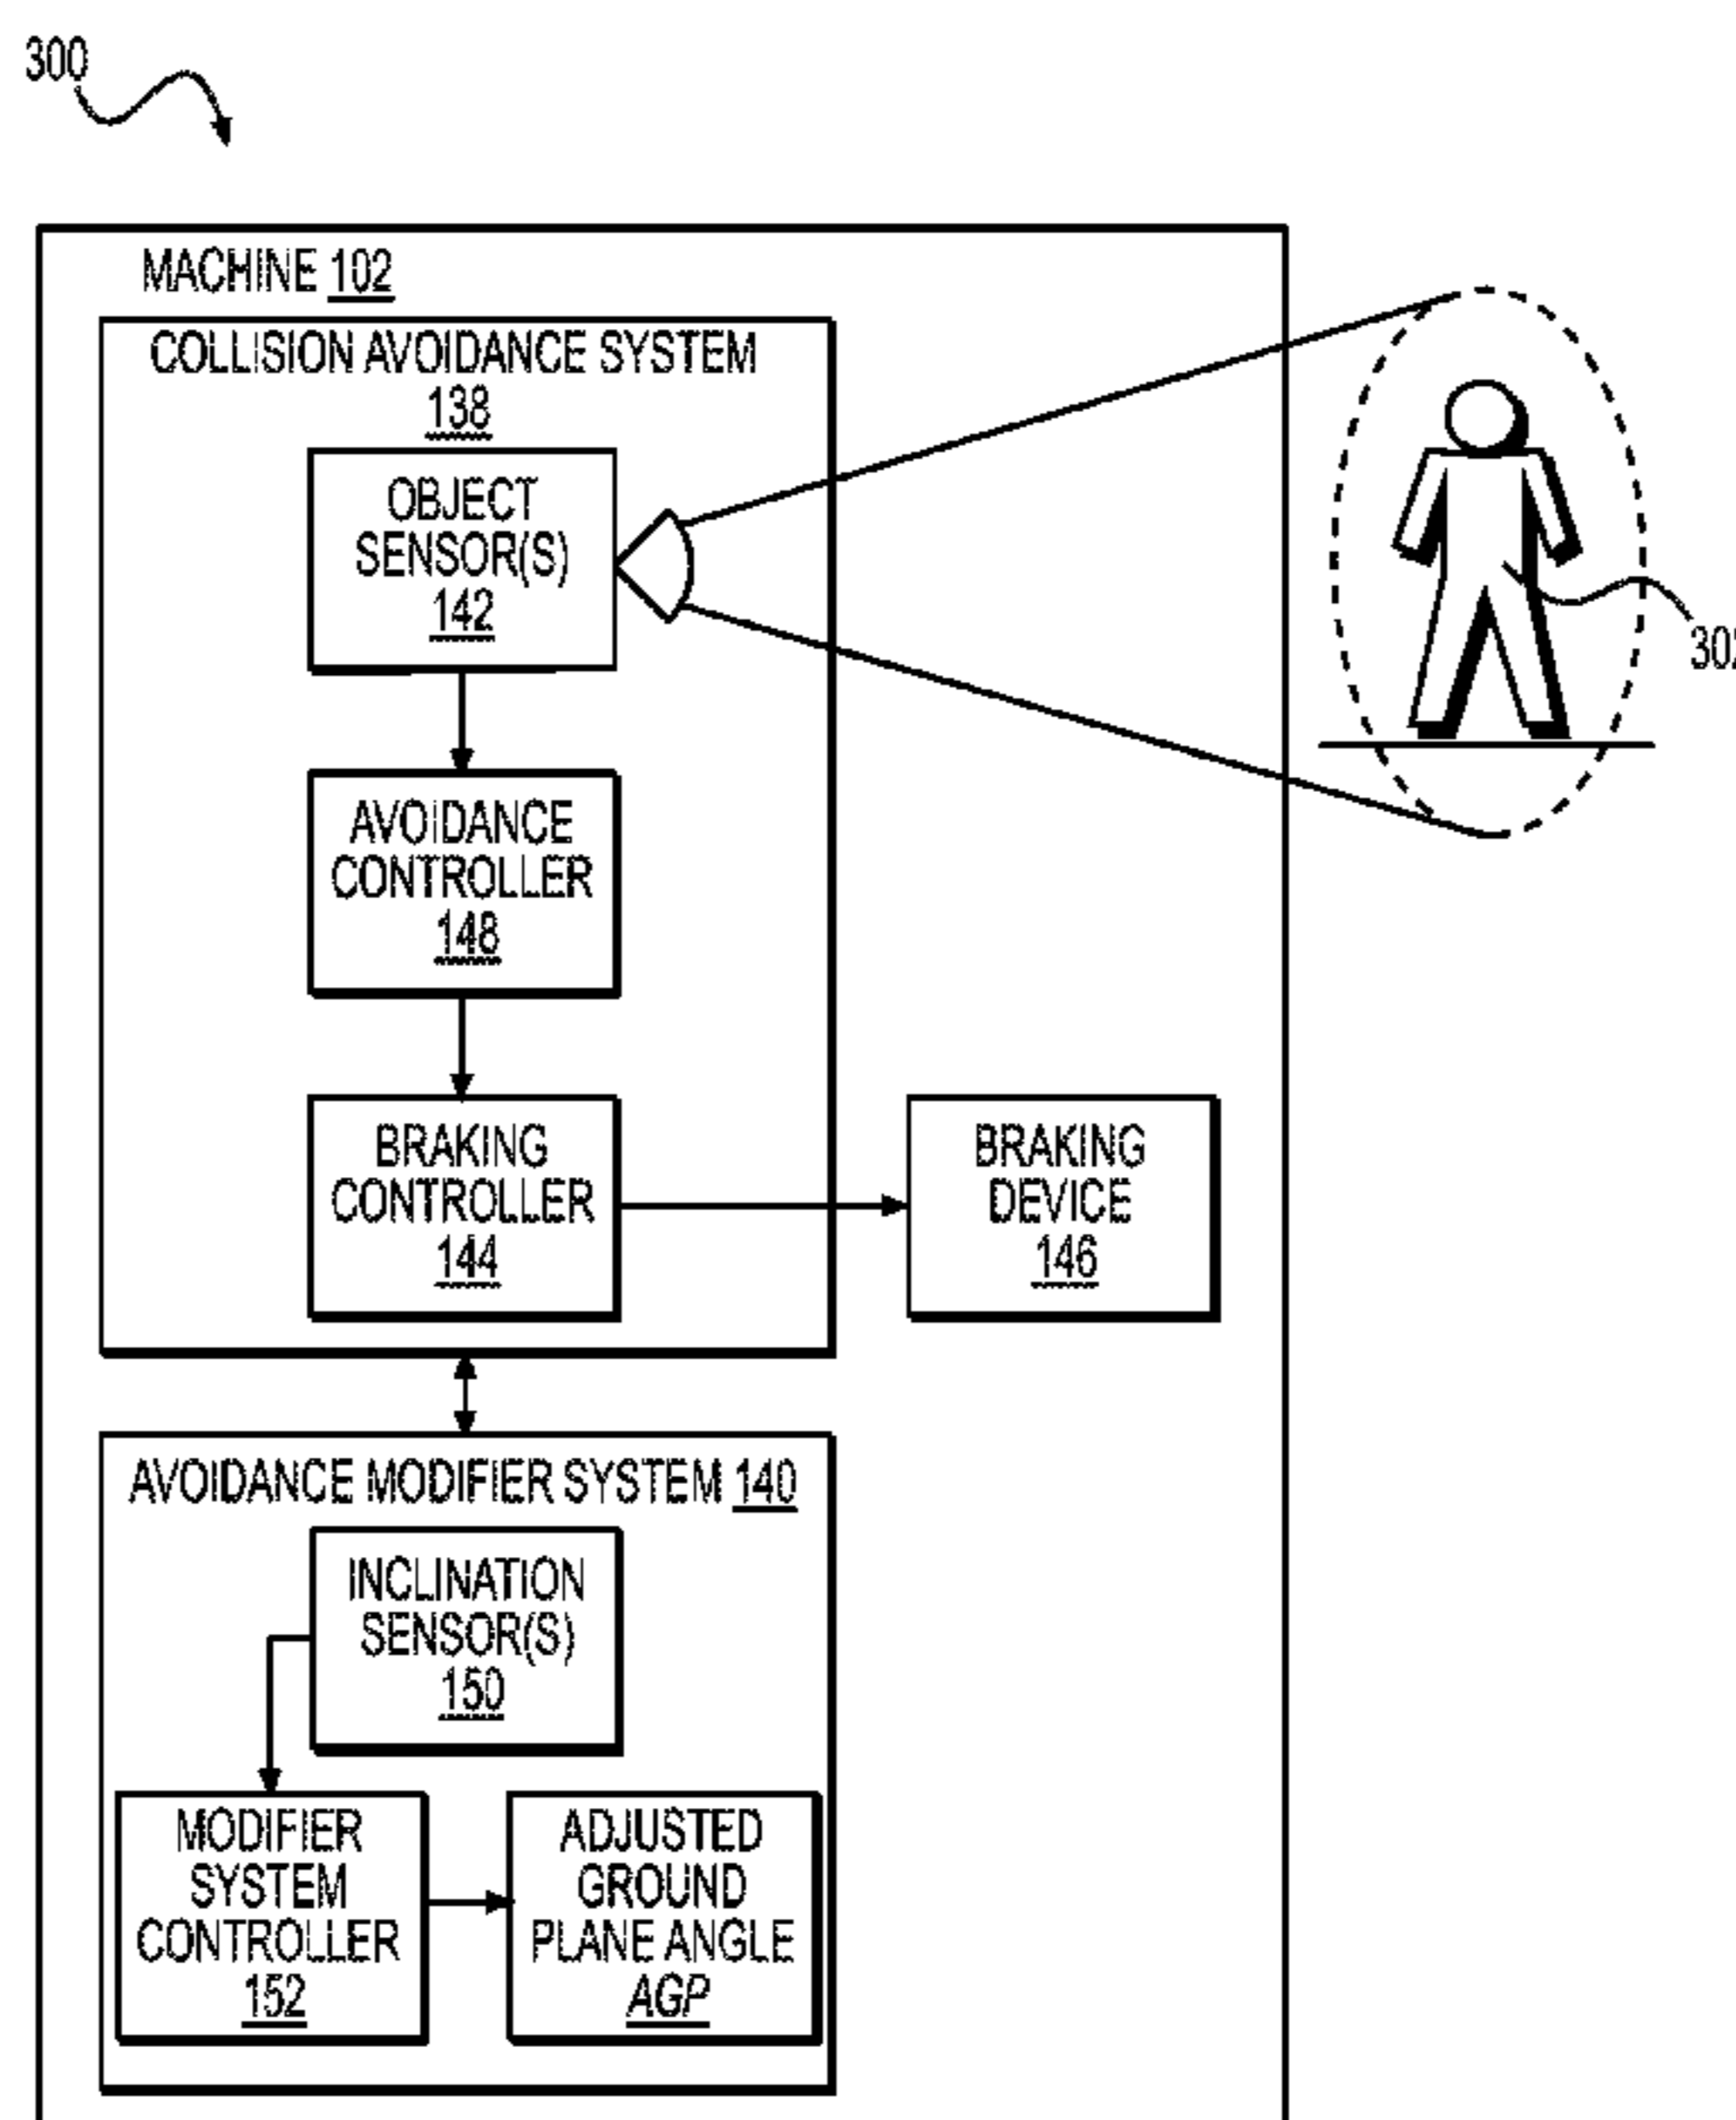 300
MACHINE 102
COLLISION AVOIDANCE SYSTEM
138
OBJECT
SENSOR(S)
142
302
AVOIDANCE
CONTROLLER
148
BRAKING
CONTROLLER
144
BRAKING
DEVICE
146
AVOIDANCE MODIFIER SYSTEM 140
INCLINATION
SENSOR(S)
150
MODIFIER
SYSTEM
CONTROLLER
152
ADJUSTED
GROUND
PLANE ANGLE
AGP